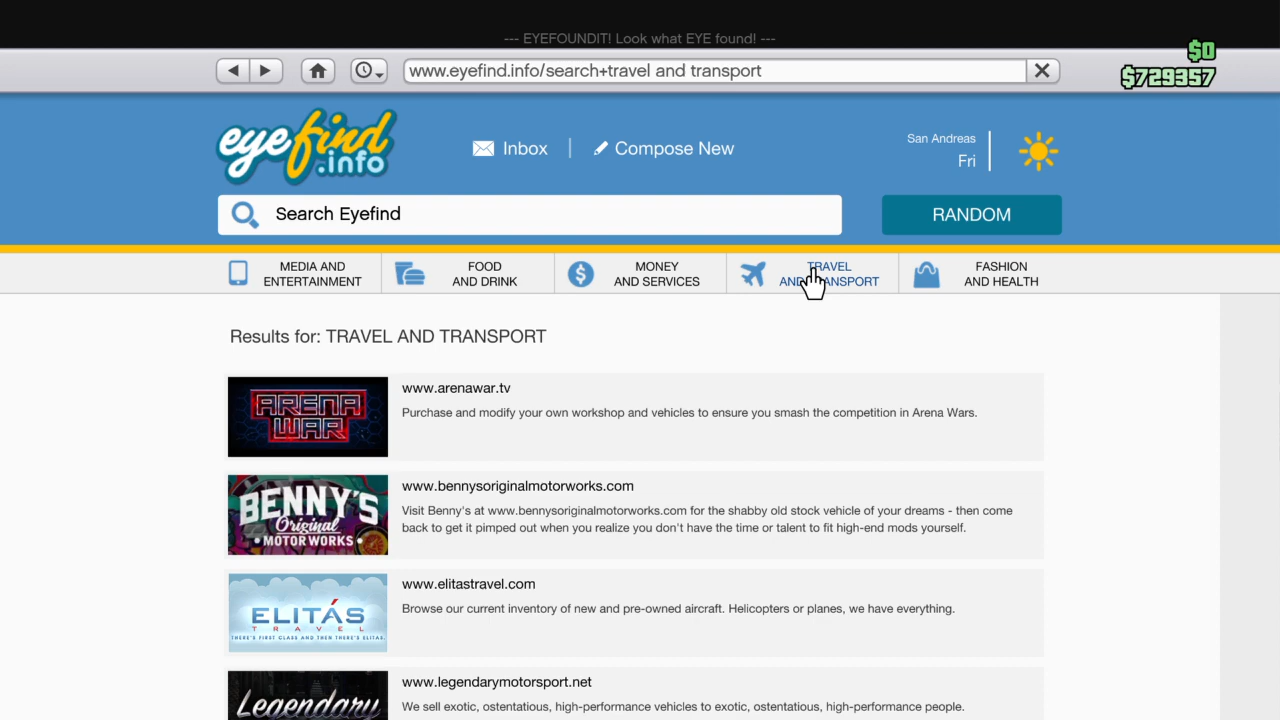 --- EYEFOUNDIT! Look what EYE found! ---
$0
www.eyefind.info/search+travel and transport
$729357
eyefind
.info
Inbox
Compose New
San Andreas
Fri
Search Eyefind
RANDOM
MEDIA AND
ENTERTAINMENT
FOOD
AND DRINK
MONEY
AND SERVICES
TRAVEL
AND TRANSPORT
FASHION
AND HEALTH
Results for: TRAVEL AND TRANSPORT
ARENA
WAR
www.arenawar.tv
Purchase and modify your own workshop and vehicles to ensure you smash the competition in Arena Wars.
BENNY'S
Original
MOTOR WORKS
www.bennysoriginalmotorworks.com
Visit Benny's at www.bennysoriginalmotorworks.com for the shabby old stock vehicle of your dreams - then come
back to get it pimped out when you realize you don't have the time or talent to fit high-end mods yourself.
ELITÁS
TRAVEL
THERE'S FIRST CLASS AND THEN THERE'S ELITAS.
www.elitastravel.com
Browse our current inventory of new and pre-owned aircraft. Helicopters or planes, we have everything.
Legendary
www.legendarymotorsport.net
We sell exotic, ostentatious, high-performance vehicles to exotic, ostentatious, high-performance people.